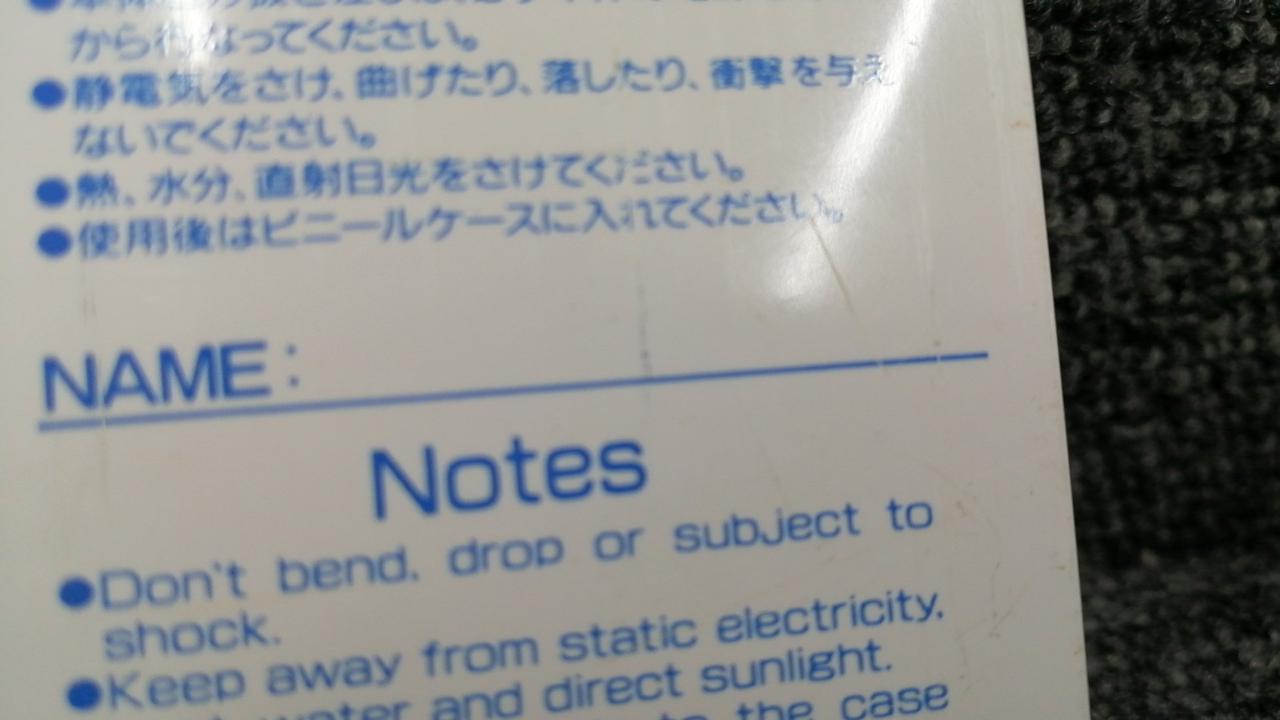 から行なってください。
●静電気をさけ、曲げたり、落したり、衝撃を与え
ないでください。
●熱、水分、直射日光をさけてください。
●使用後はビニールケースに入れてください。
NAME:
Notes
●Don't bend, drop or subject to
shock.
●Keep away from static electricity,
water and direct sunlight.
to the case